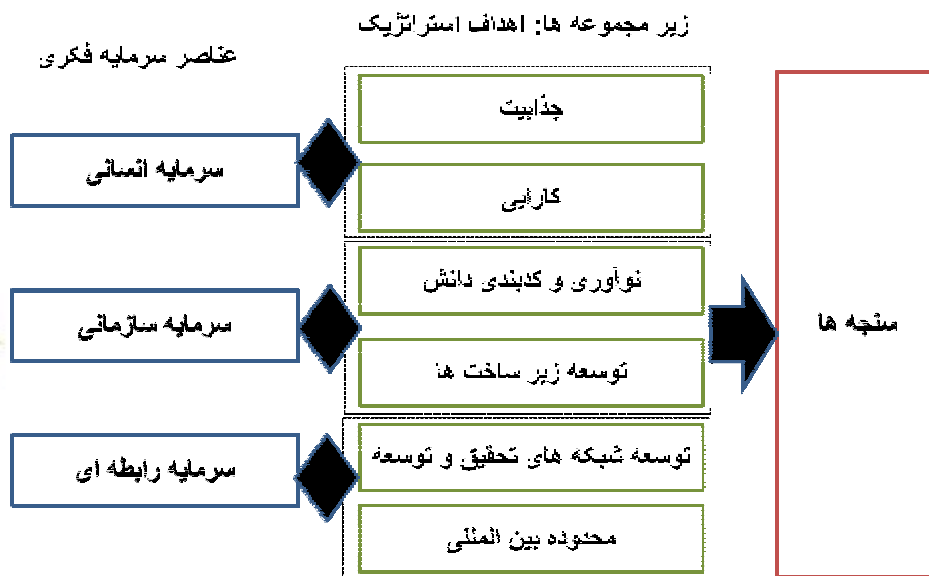 زیر مجموعه ها: اهداف استراتژیک
عناصر سرمایه فکری
جذابیت
سرمایه انسانی
کارایی
نوآوری و کدبندی دانش
سرمایه سازمانی
سنجه ها
توسعه زیر ساخت ها
توسعه شبکه های تحقیق و توسعه
سرمایه رابطه ای
محدوده بین المللی